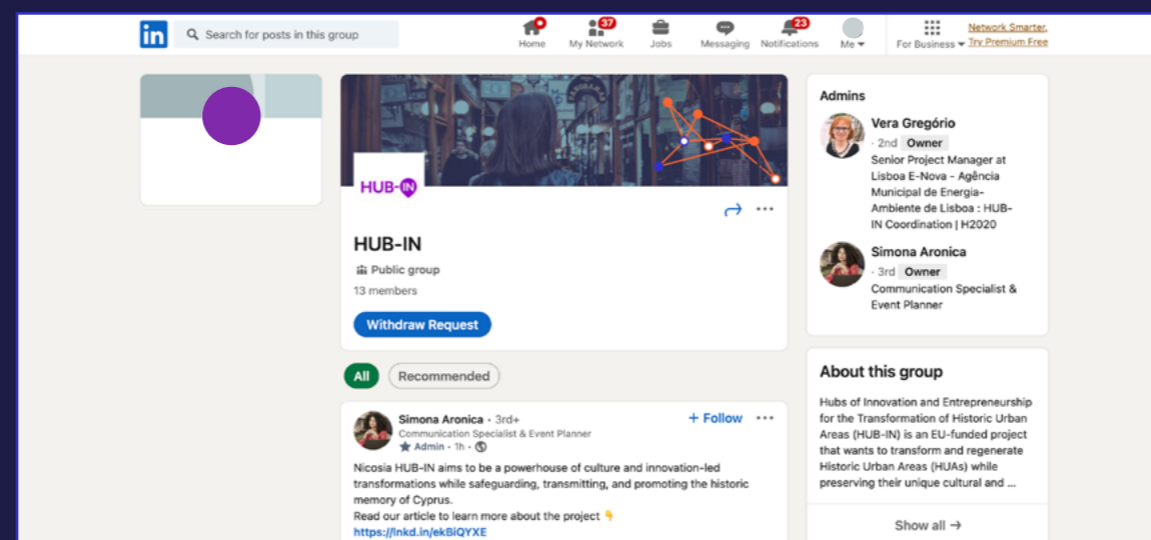 in
Search for posts in this group
37
23
Home
My Network
Jobs
Messaging
Notifications
Me
For Business
Network Smarter,
Try Premium Free
HUB-IN
HUB-IN
Public group
13 members
Withdraw Request
All
Recommended
Simona Aronica · 3rd+
+ Follow
Communication Specialist & Event Planner
Admin · 1h ·
Nicosia HUB-IN aims to be a powerhouse of culture and innovation-led
transformations while safeguarding, transmitting, and promoting the historic
memory of Cyprus.
Read our article to learn more about the project 👇
https://lnkd.in/ekBiQYXE
Admins
Vera Gregório
· 2nd Owner
Senior Project Manager at
Lisboa E-Nova - Agência
Municipal de Energia-
Ambiente de Lisboa : HUB-
IN Coordination | H2020
Simona Aronica
· 3rd Owner
Communication Specialist &
Event Planner
About this group
Hubs of Innovation and Entrepreneurship
for the Transformation of Historic Urban
Areas (HUB-IN) is an EU-funded project
that wants to transform and regenerate
Historic Urban Areas (HUAs) while
preserving their unique cultural and ...
Show all →